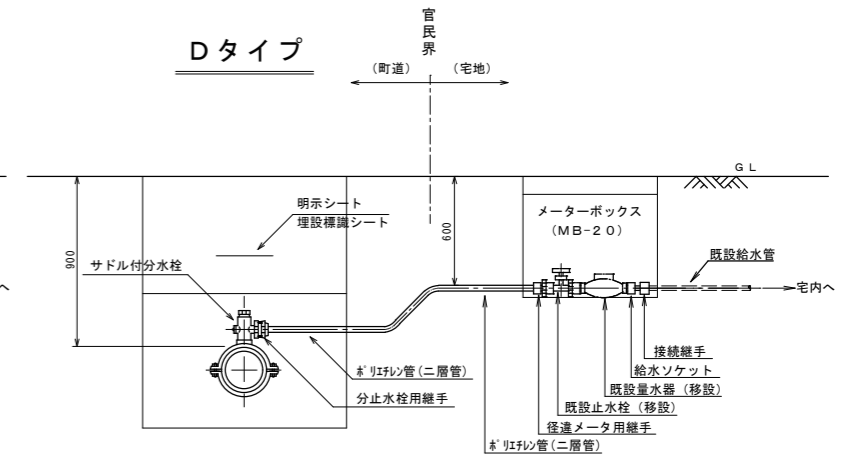 Dタイプ
官民界
(町道)
(宅地)
GL
明示シート
埋設標識シート
900
600
メーターボックス
(MB-20)
サドル付分水栓
既設給水管
へ
宅内へ
ポリエチレン管(二層管)
分止水栓用継手
接続継手
給水ソケット
既設量水器(移設)
既設止水栓(移設)
径違メータ用継手
ポリエチレン管(二層管)